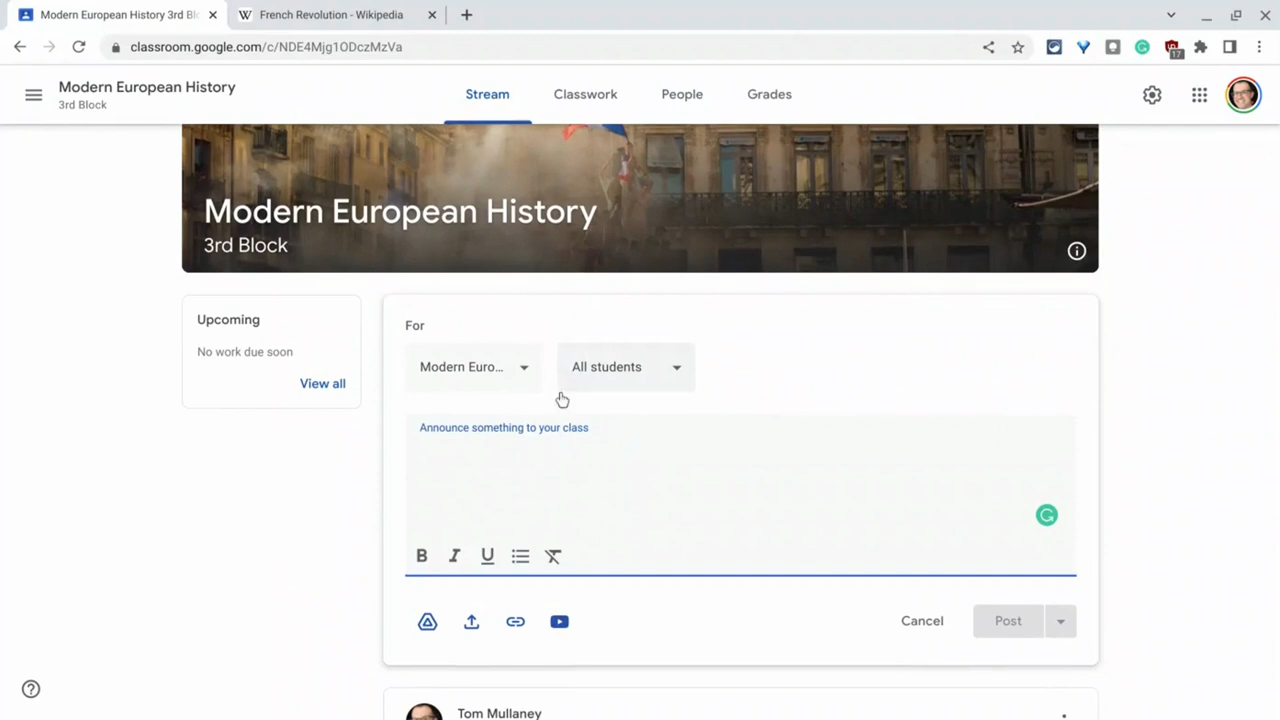 Modern European History 3rd Bl
French Revolution - Wikipedia
classroom.google.com/c/NDE4Mjg1ODczMzVa
17
Modern European History
3rd Block
Stream
Classwork
People
Grades
Modern European History
3rd Block
Upcoming
No work due soon
View all
For
Modern Euro...
All students
Announce something to your class
B I U
Cancel
Post
Tom Mullaney